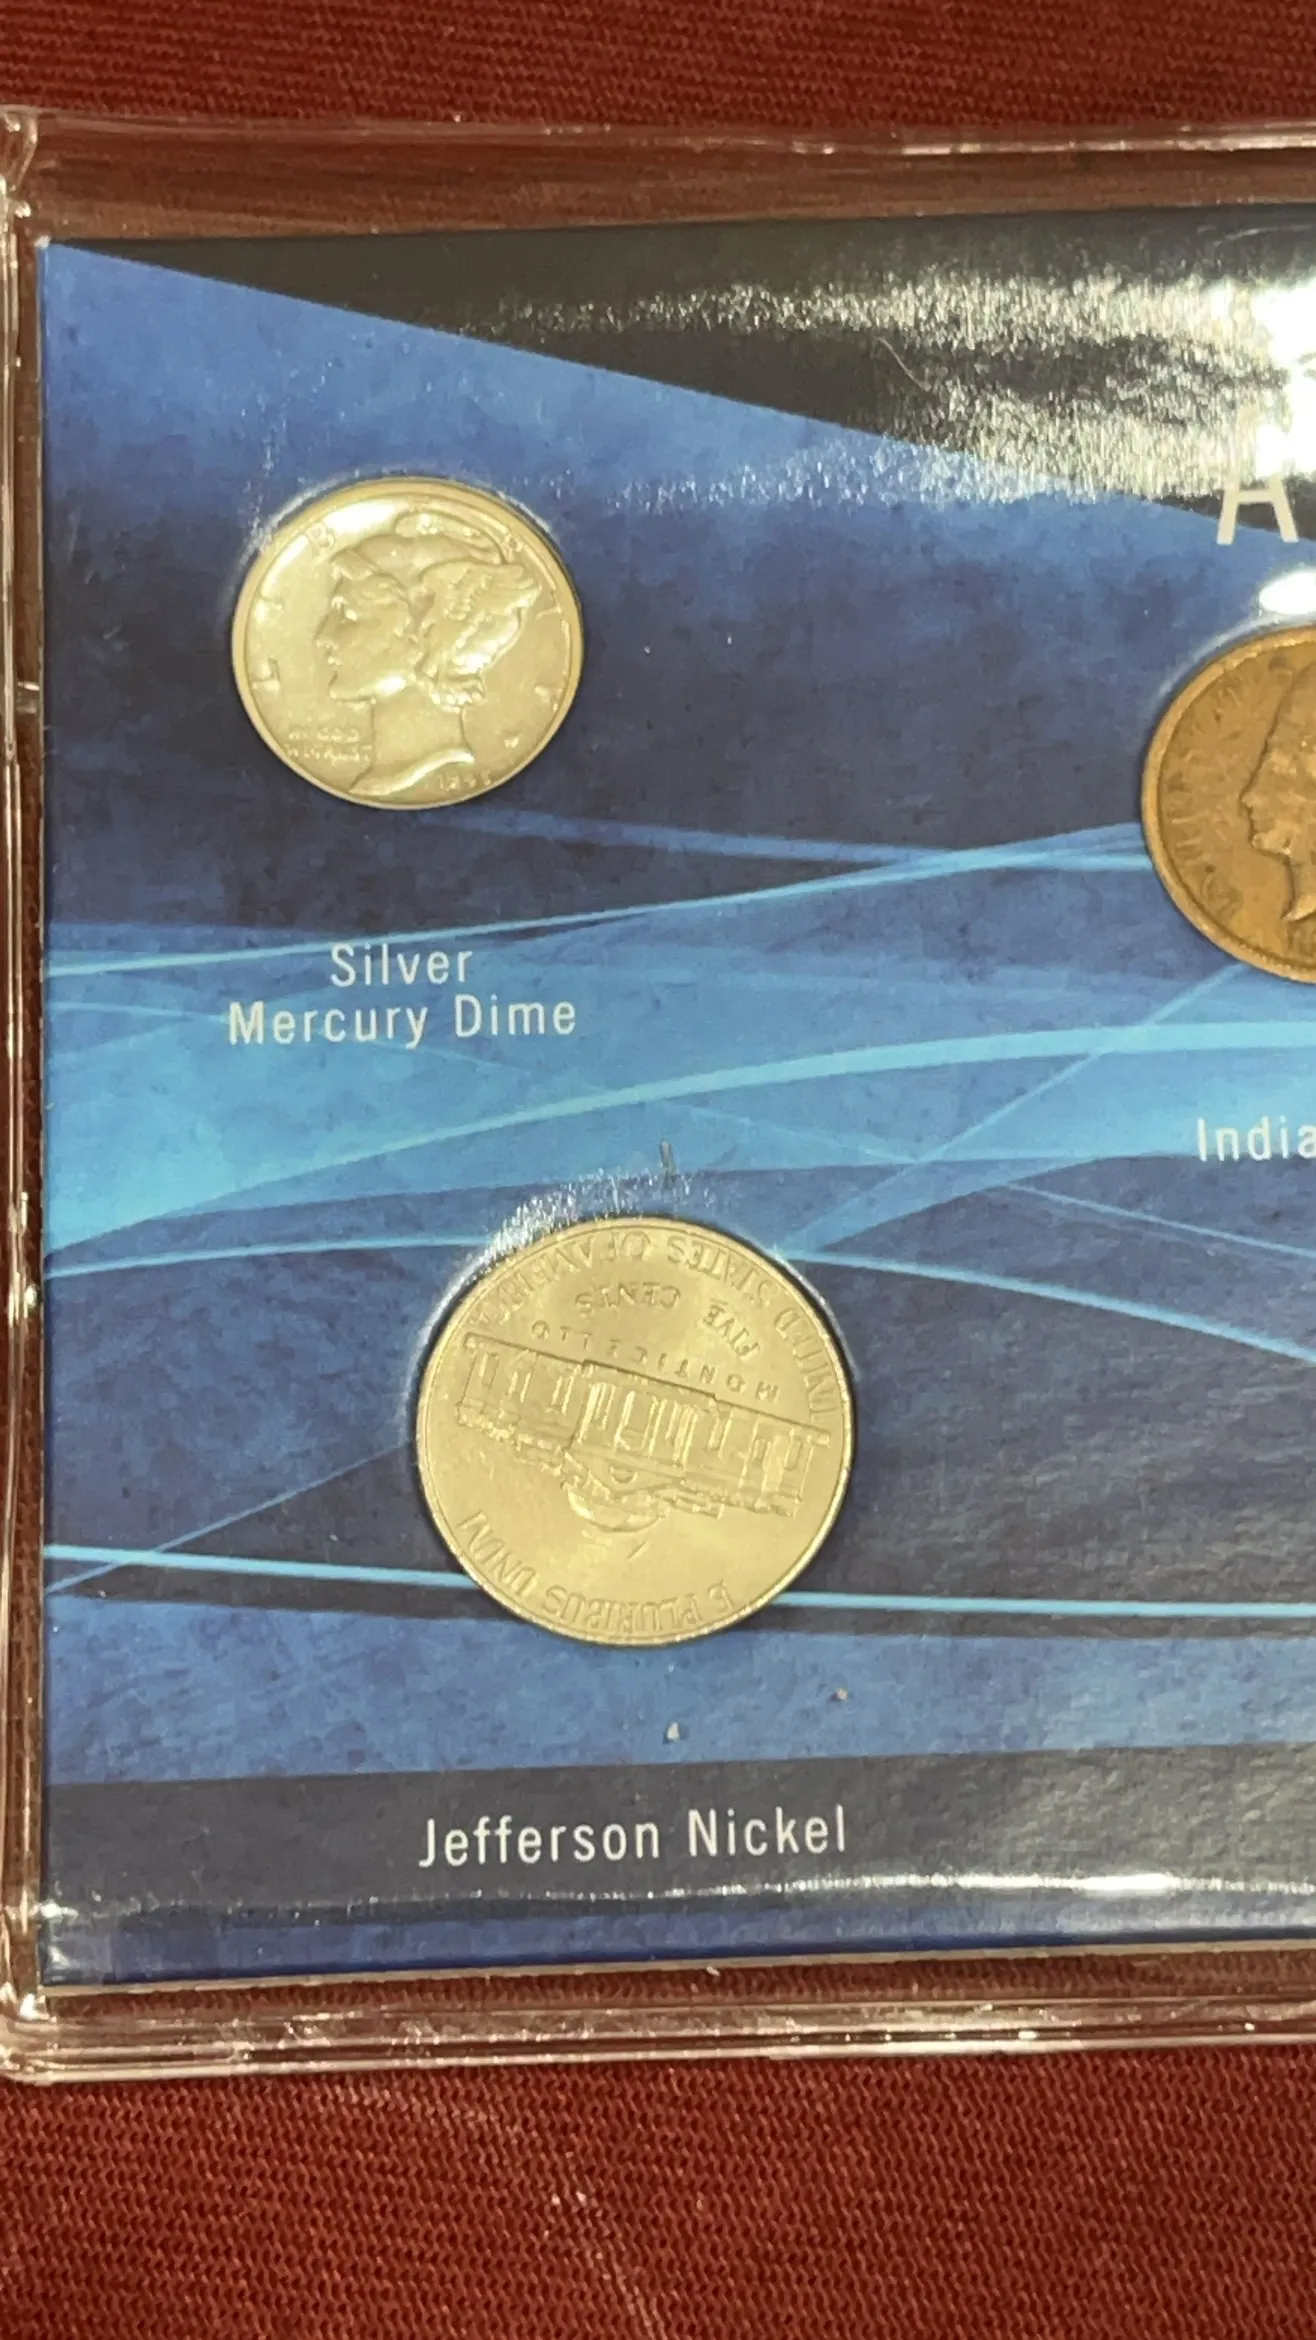 A
LIBERTY
IN GOD
WE TRUST
Silver
Mercury Dime
India
UNITED STATES OF AMERICA
FIVE CENTS
MONTICELLO
E PLURIBUS UNUM
Jefferson Nickel